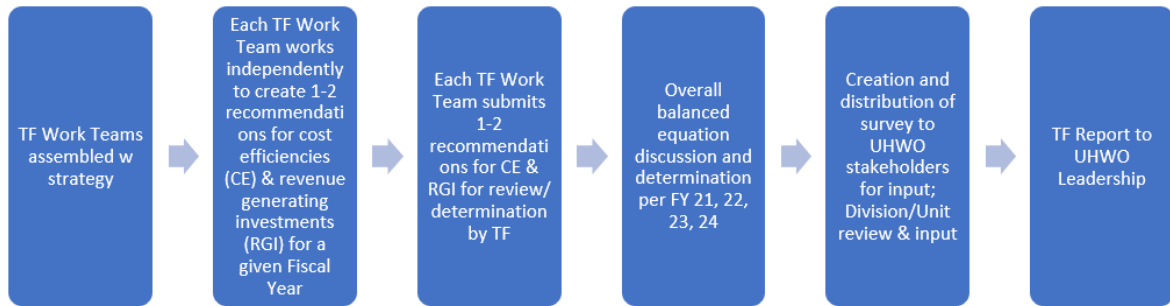 TF Work Teams
assembled w
strategy
Each TF Work
Team works
independently
to create 1-2
recommendati
ons for cost
efficiencies
(CE) & revenue
generating
investments
(RGI) for a
given Fiscal
Year
Each TF Work
Team submits
1-2
recommendati
ons for CE &
RGI for review/
determination
by TF
Overall
balanced
equation
discussion and
determination
per FY 21, 22,
23, 24
Creation and
distribution of
survey to
UHWO
stakeholders
for input;
Division/Unit
review & input
TF Report to
UHWO
Leadership